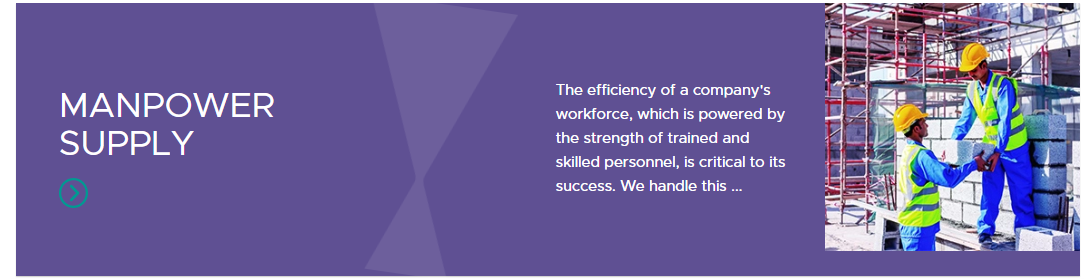 MANPOWER
SUPPLY
The efficiency of a company's
workforce, which is powered by
the strength of trained and
skilled personnel, is critical to its
success. We handle this ...